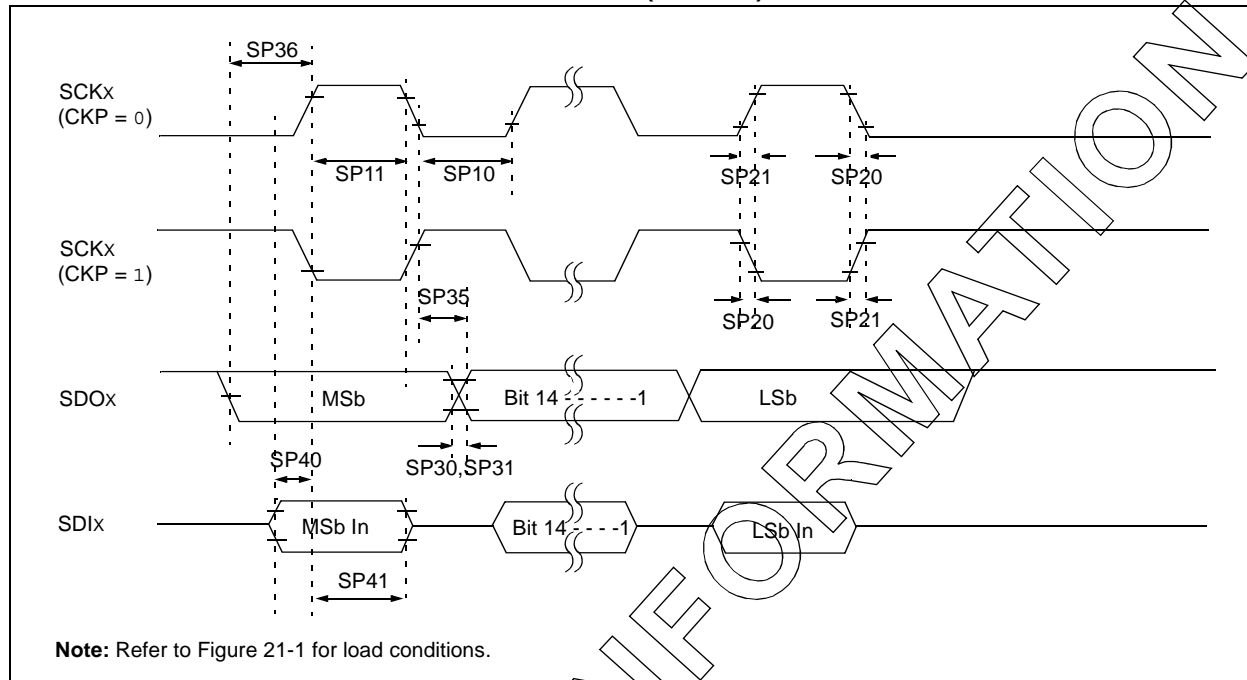 SP36
SCKX
(CKP = 0)
SP11
SP10
SP21
SP20
SCKX
(CKP = 1)
SP35
SP20
SP21
SDOX
MSb
Bit 14 - - - - - -1
LSb
SP40
SP30,SP31
SDIX
MSb In
Bit 14 - - - -1
LSb In
SP41
Note: Refer to Figure 21-1 for load conditions.
NFORMATION